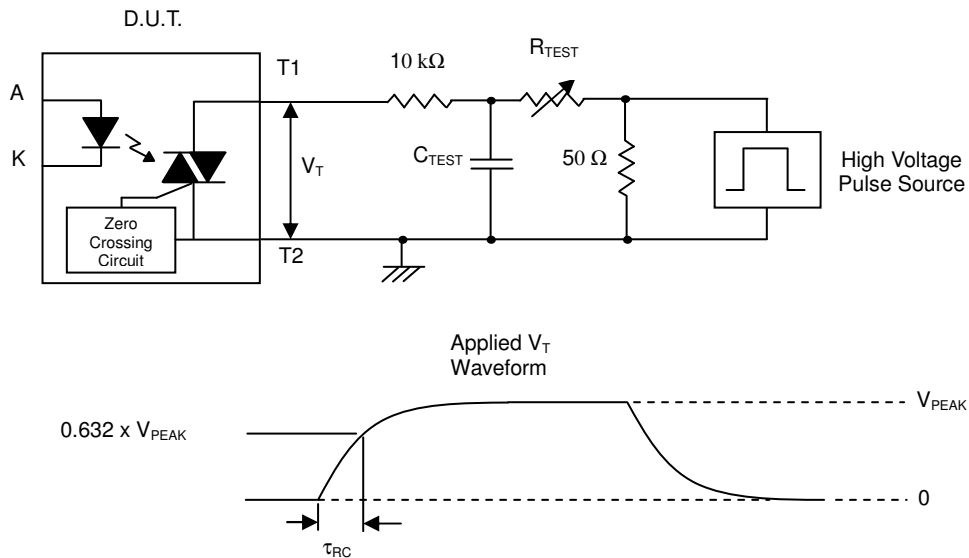 D.U.T.
A
K
Zero
Crossing
Circuit
T1
V_T
T2
10 kΩ
C_TEST
R_TEST
50 Ω
High Voltage
Pulse Source
Applied V_T
Waveform
0.632 x V_PEAK
V_PEAK
0
τ_RC